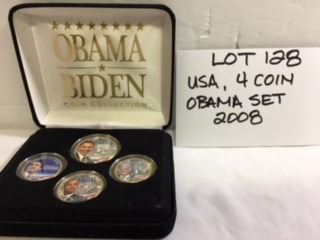 OBAMA
BIDEN
COIN COLLECTION
LOT 128
USA, 4 COIN
OBAMA SET
2008